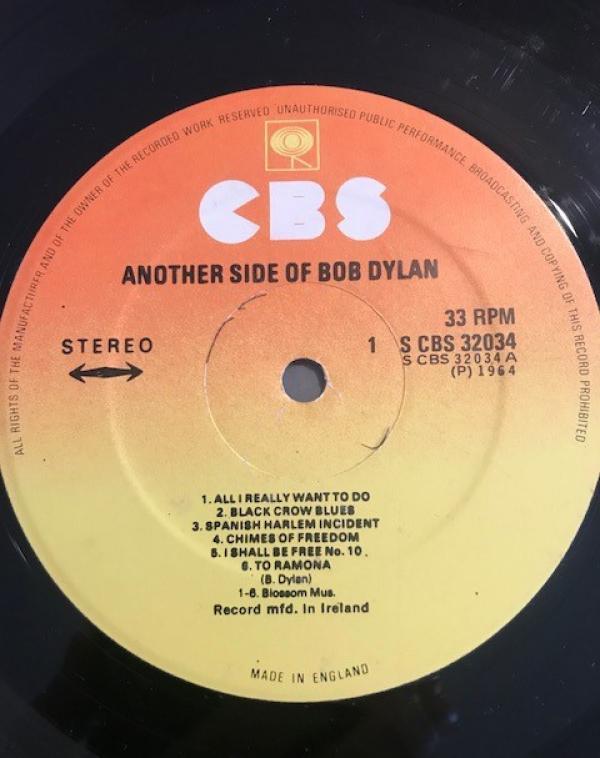 ALL RIGHTS OF THE MANUFACTURER AND OF THE OWNER OF THE RECORDED WORK RESERVED UNAUTHORISED PUBLIC PERFORMANCE, BROADCASTING AND COPYING OF THIS RECORD PROHIBITED
CBS
ANOTHER SIDE OF BOB DYLAN
33 RPM
STEREO
1 S CBS 32034
S CBS 32034 A
(P) 1964
1. ALL I REALLY WANT TO DO
2. BLACK CROW BLUES
3. SPANISH HARLEM INCIDENT
4. CHIMES OF FREEDOM
5. I SHALL BE FREE No. 10.
6. TO RAMONA
(B. Dylan)
1-6. Blossom Mus.
Record mfd. In Ireland
MADE IN ENGLAND